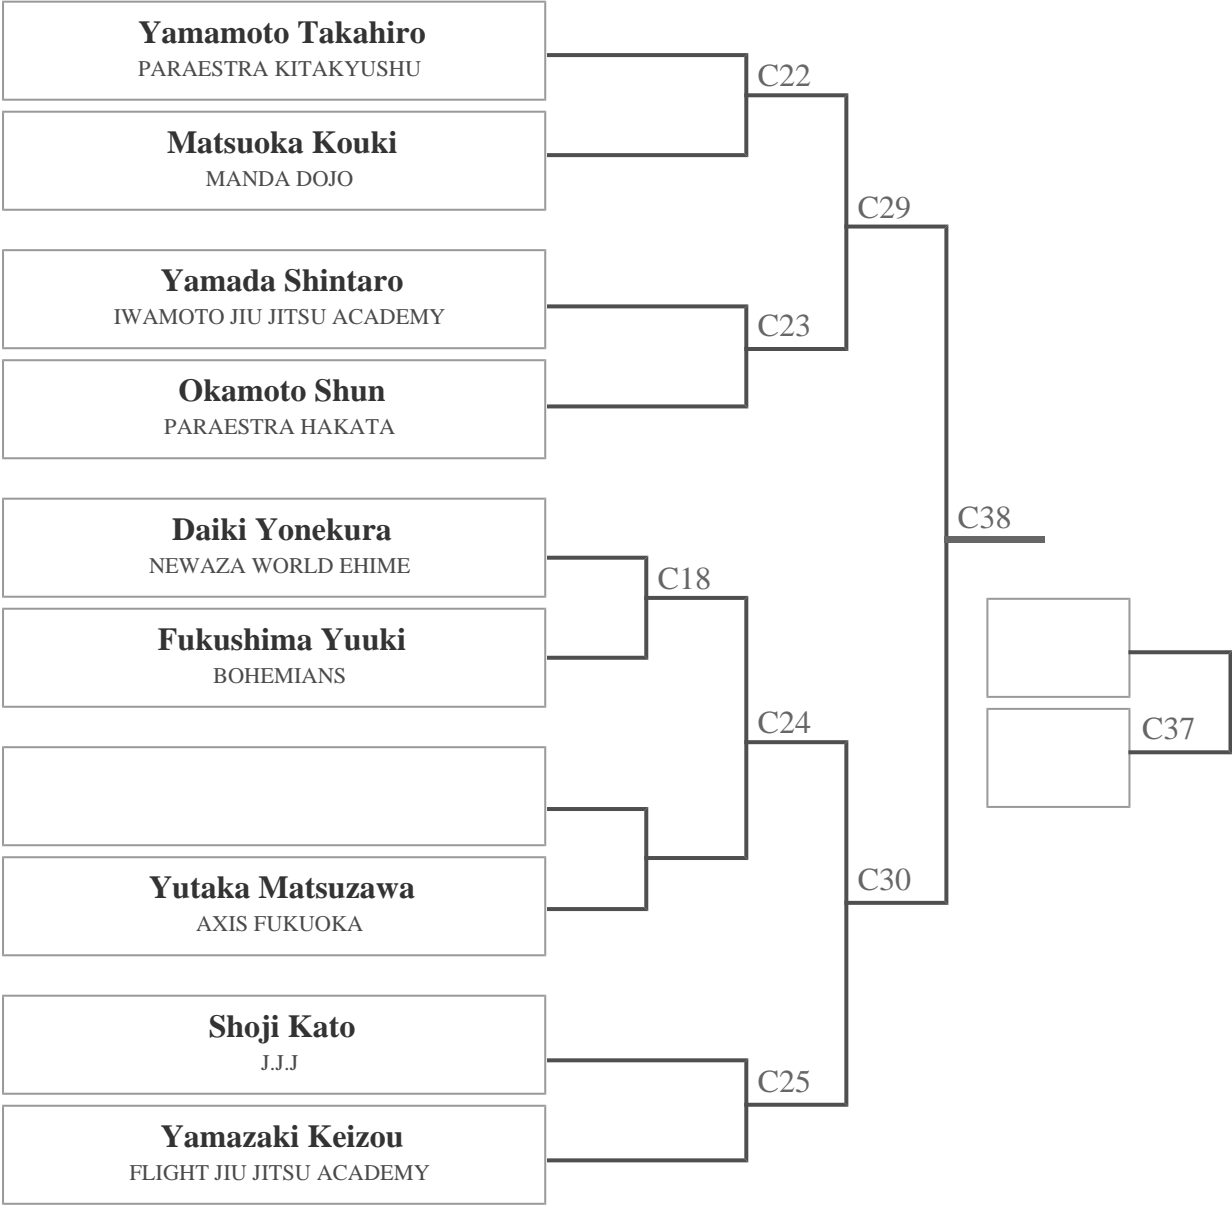 Yamamoto Takahiro
PARAESTRA KITAKYUSHU
C22
Matsuoka Kouki
MANDA DOJO
C29
Yamada Shintaro
IWAMOTO JIU JITSU ACADEMY
C23
Okamoto Shun
PARAESTRA HAKATA
C38
Daiki Yonekura
NEWAZA WORLD EHIME
C18
Fukushima Yuuki
BOHEMIANS
C24
C37
Yutaka Matsuzawa
AXIS FUKUOKA
C30
Shoji Kato
J.J.J
C25
Yamazaki Keizou
FLIGHT JIU JITSU ACADEMY